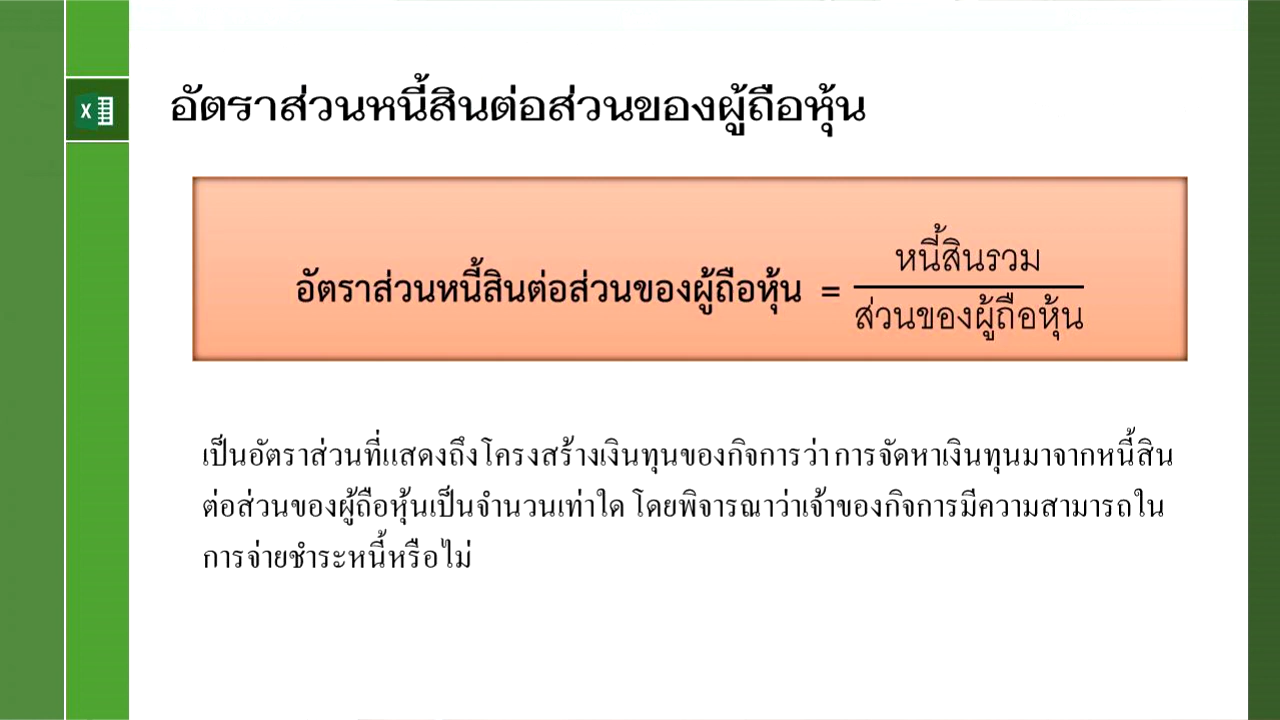 X
อัตราส่วนหนี้สินต่อส่วนของผู้ถือหุ้น
อัตราส่วนหนี้สินต่อส่วนของผู้ถือหุ้น =
หนี้สินรวม
ส่วนของผู้ถือหุ้น
เป็นอัตราส่วนที่แสดงถึงโครงสร้างเงินทุนของกิจการว่า การจัดหาเงินทุนมาจากหนี้สิน
ต่อส่วนของผู้ถือหุ้นเป็นจำนวนเท่าใด โดยพิจารณาว่าเจ้าของกิจการมีความสามารถใน
การจ่ายชำระหนี้หรือไม่